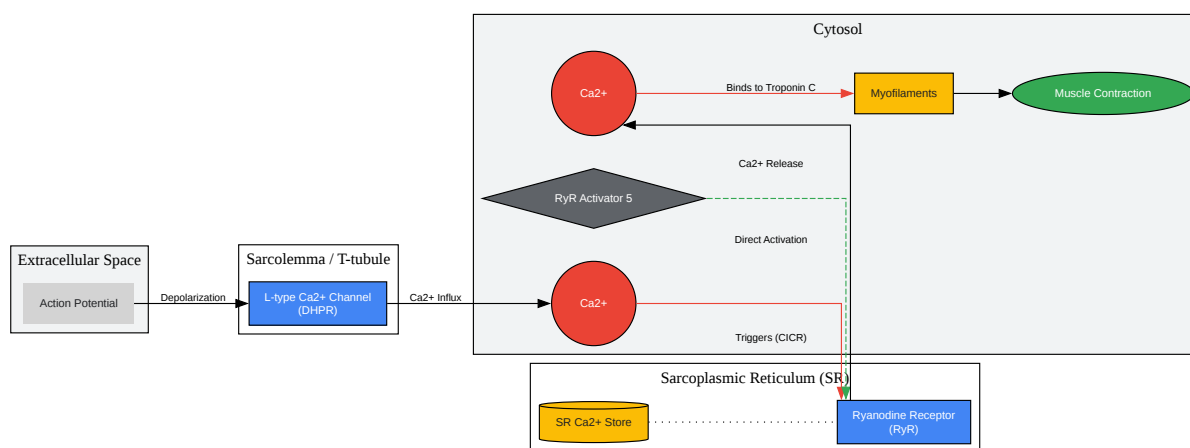 Cytosol
Ca2+
Binds to Troponin C
Myofilaments
Muscle Contraction
Ca2+ Release
RyR Activator 5
Direct Activation
Extracellular Space
Action Potential
Depolarization
Sarcolemma / T-tubule
L-type Ca2+ Channel
(DHPR)
Ca2+ Influx
Ca2+
Triggers (CICR)
Sarcoplasmic Reticulum (SR)
SR Ca2+ Store
Ryanodine Receptor
(RyR)